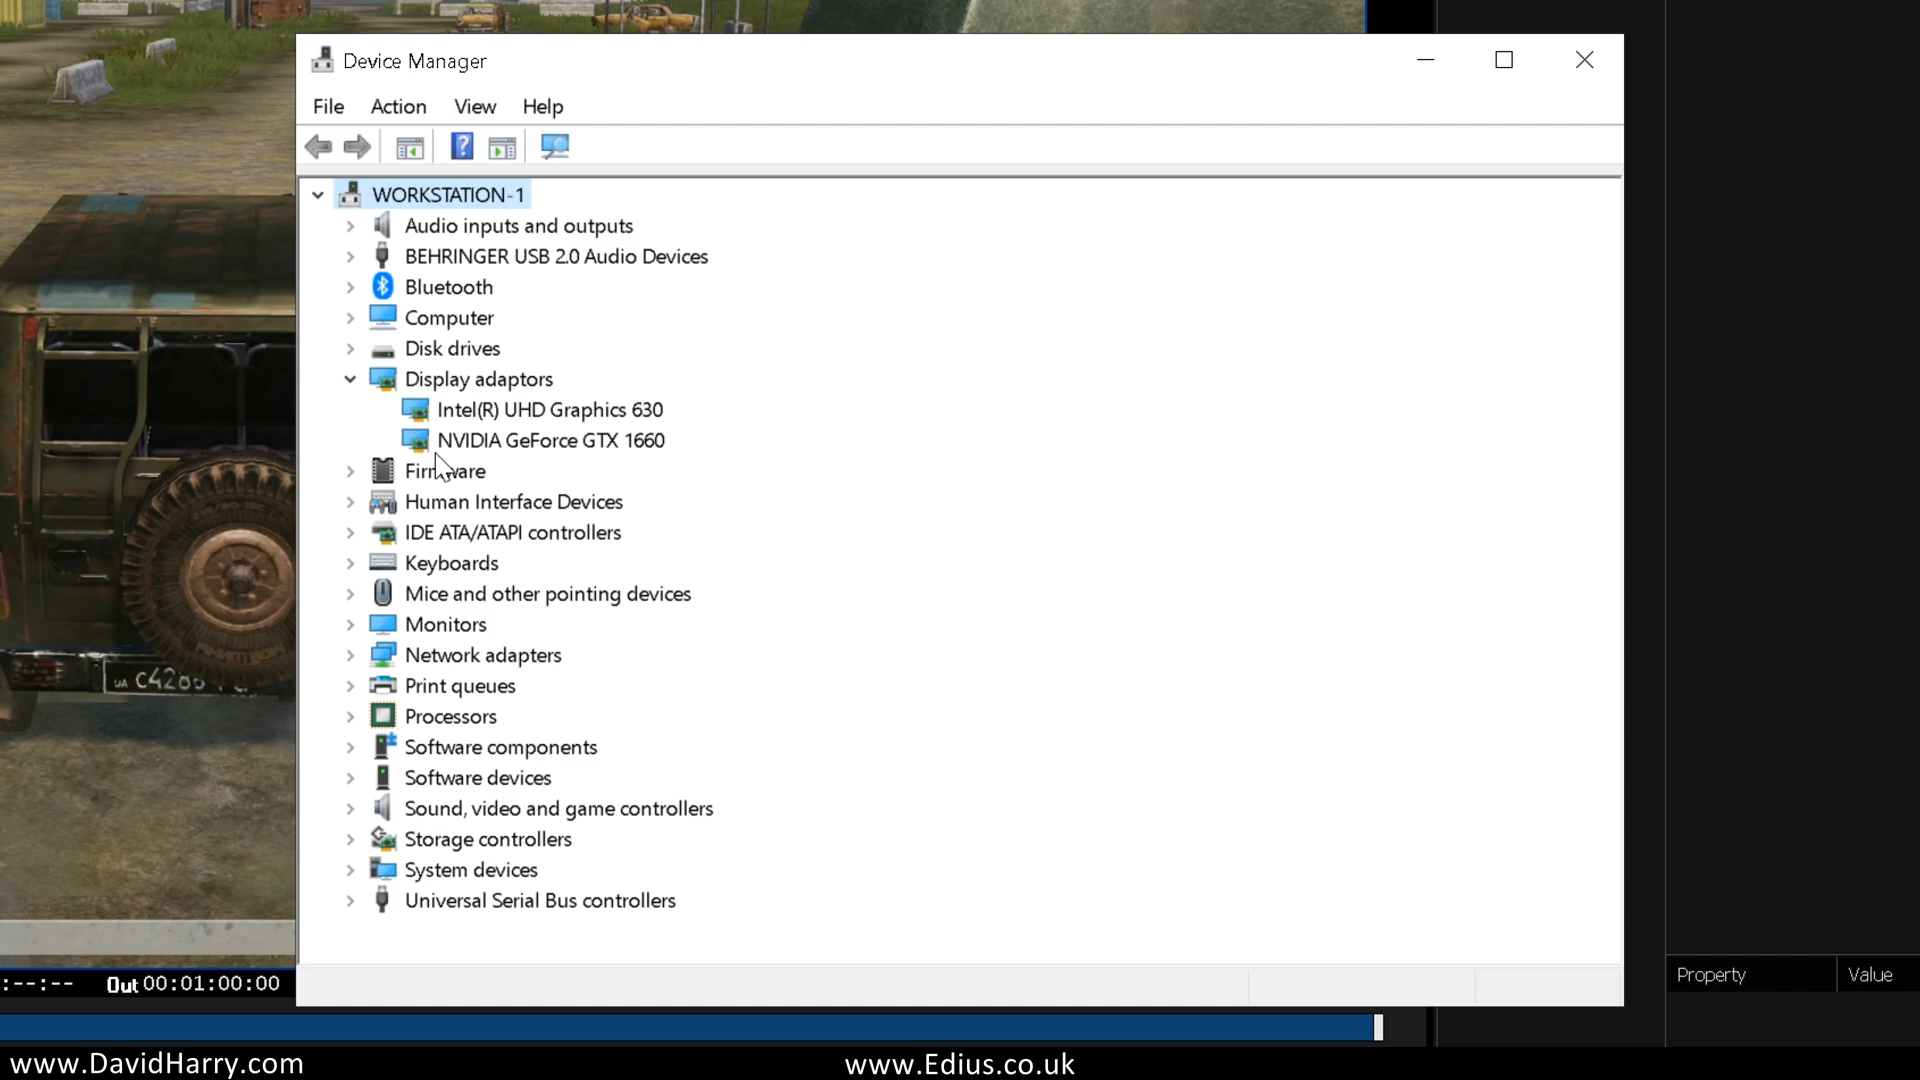 Device Manager
File Action View Help
WORKSTATION-1
Audio inputs and outputs
BEHRINGER USB 2.0 Audio Devices
Bluetooth
Computer
Disk drives
Display adaptors
Intel(R) UHD Graphics 630
NVIDIA GeForce GTX 1660
Firmware
Human Interface Devices
IDE ATA/ATAPI controllers
Keyboards
Mice and other pointing devices
Monitors
Network adapters
Print queues
Processors
Software components
Software devices
Sound, video and game controllers
Storage controllers
System devices
Universal Serial Bus controllers
:--:-- Out 00:01:00:00
Property Value
www.DavidHarry.com www.Edius.co.uk